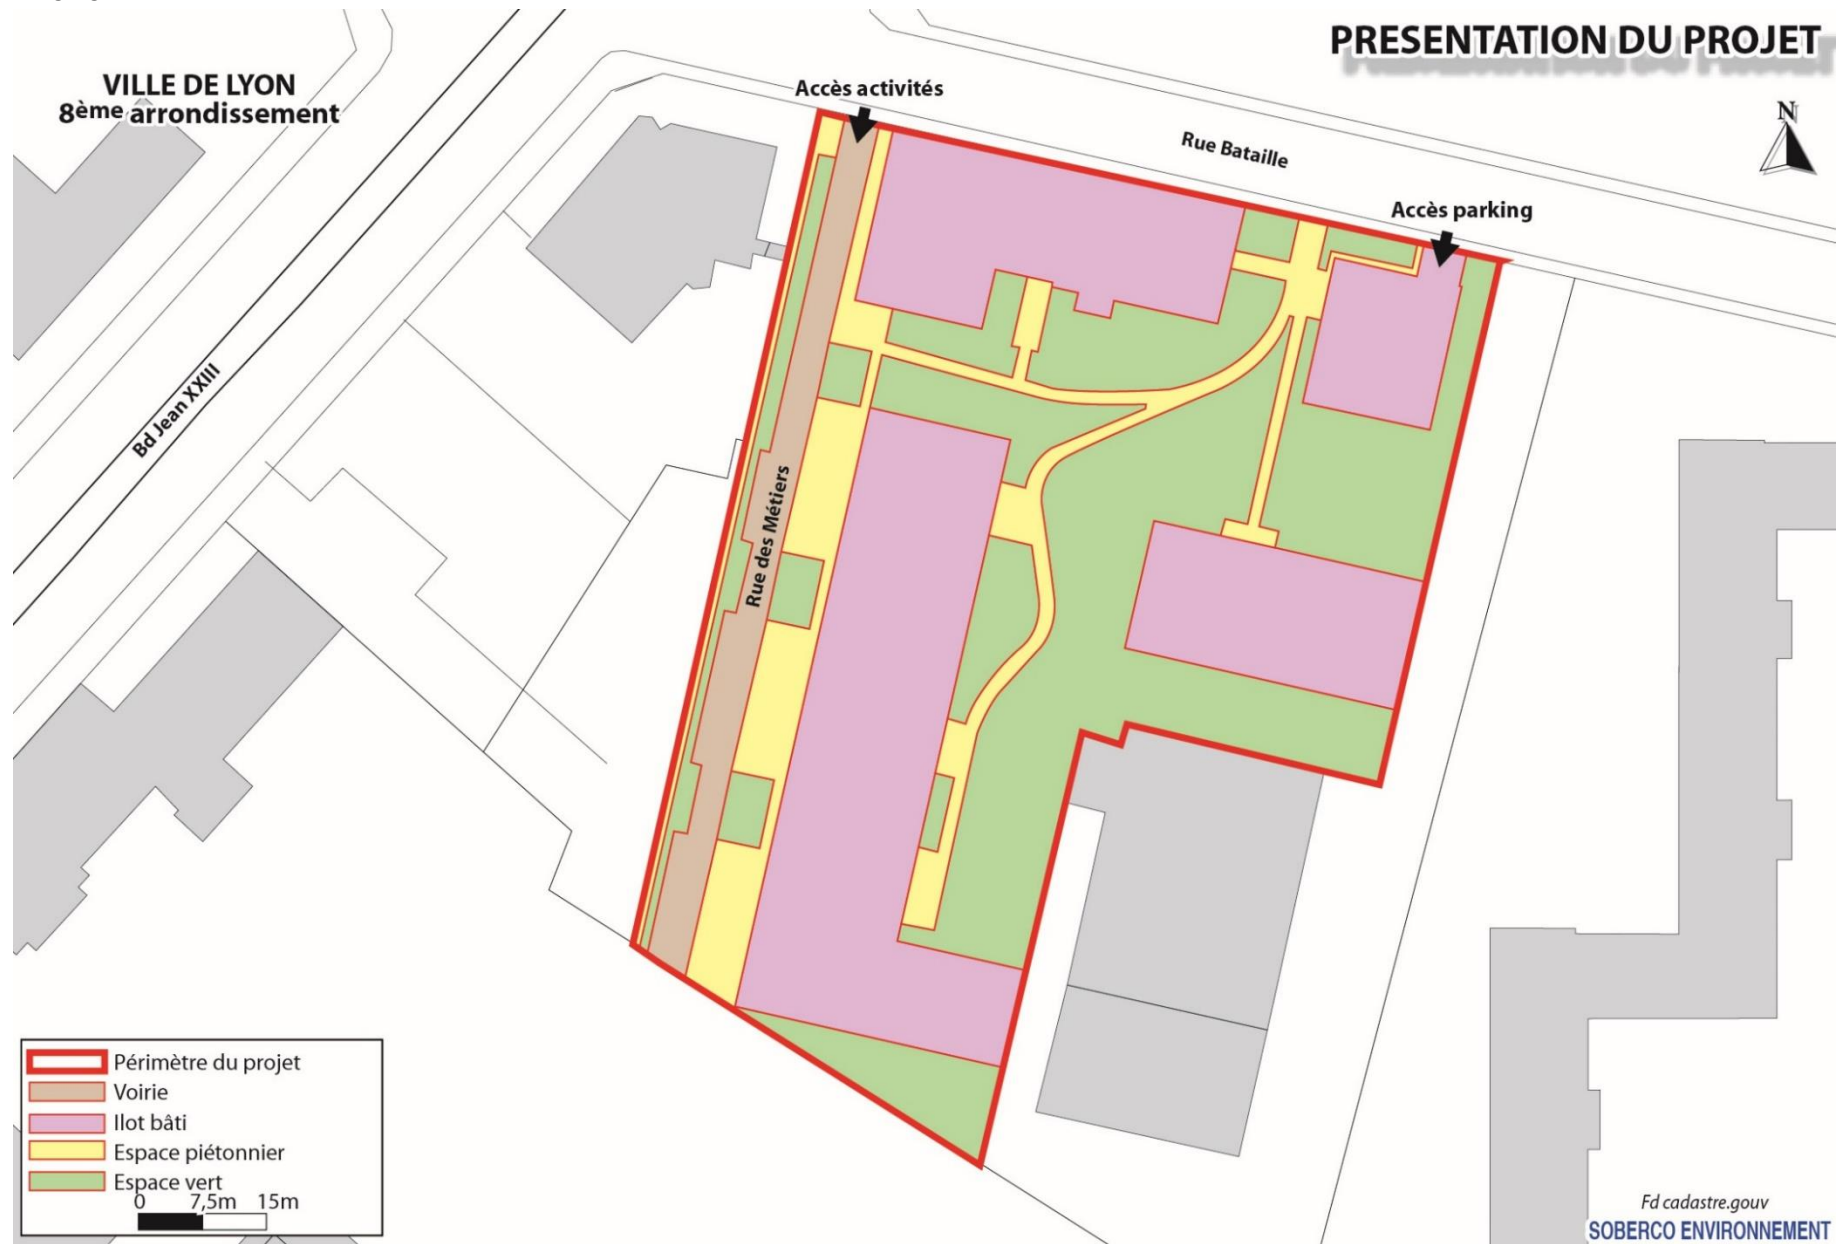 PRESENTATION DU PROJET
VILLE DE LYON
8ème arrondissement
Accès activités
N
Rue Bataille
Accès parking
Bd Jean XXIII
Rue des Métiers
Périmètre du projet
Voirie
Ilot bâti
Espace piétonnier
Espace vert
0 7,5m 15m
Fd cadastre.gouv
SOBERCO ENVIRONNEMENT